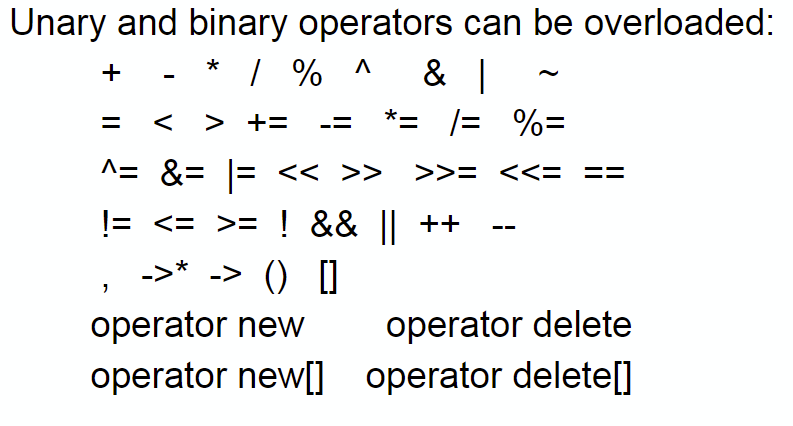 Unary and binary operators can be overloaded:
+ - * / % ^ & | ~
= < > += -= *= /= %=
^= &= |= << >> >>= <<= ==
!= <= >= ! && || ++ --
, ->* -> () []
operator new operator delete
operator new[] operator delete[]